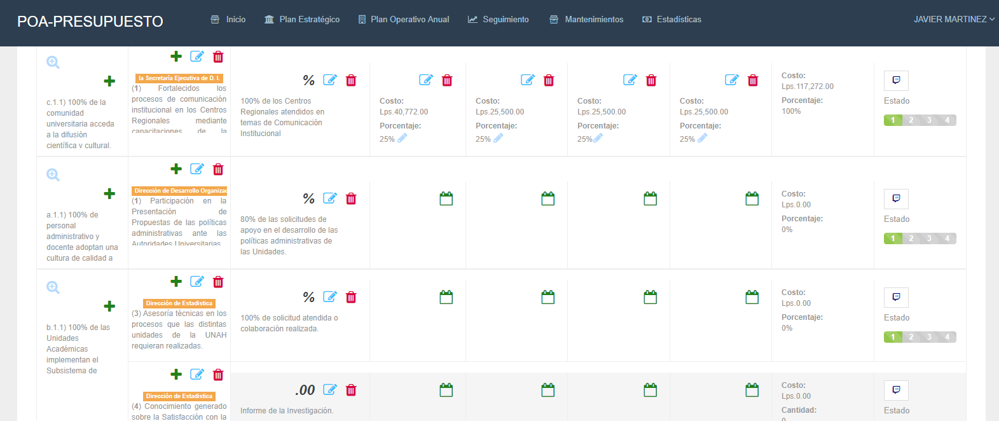 POA-PRESUPUESTO
Inicio
Plan Estratégico
Plan Operativo Anual
Seguimiento
Mantenimientos
Estadísticas
JAVIER MARTINEZ
c.1.1) 100% de la
comunidad
universitaria acceda
a la difusión
científica y cultural.
la Secretaria Ejecutiva de D. I.
(1) Fortalecidos los
procesos de comunicación
institucional en los Centros
Regionales mediante
capacitaciones de la
%
100% de los Centros
Regionales atendidos en
temas de Comunicación
Institucional
Costo:
Lps.40,772.00
Porcentaje:
25%
Costo:
Lps.25,500.00
Porcentaje:
25%
Costo:
Lps.25,500.00
Porcentaje:
25%
Costo:
Lps.25,500.00
Porcentaje:
25%
Costo:
Lps.117,272.00
Porcentaje:
100%
Estado
1 2 3 4
a.1.1) 100% de
personal
administrativo y
docente adoptan una
cultura de calidad a
Dirección de Desarrollo Organizac
(1) Participación en la
Presentación de
Propuestas de las políticas
administrativas ante las
Autoridades Universitarias
%
80% de las solicitudes de
apoyo en el desarrollo de las
políticas administrativas de
las Unidades.
Costo:
Lps.0.00
Porcentaje:
0%
Estado
1 2 3 4
b.1.1) 100% de las
Unidades
Académicas
implementan el
Subsistema de
Dirección de Estadistica
(3) Asesoría técnicas en los
procesos que las distintas
unidades de la UNAH
requieran realizadas.
%
100% de solicitud atendida o
colaboración realizada.
Costo:
Lps.0.00
Porcentaje:
0%
Estado
1 2 3 4
Dirección de Estadistica
(4) Conocimiento generado
sobre la Satisfacción con la
.00
Informe de la Investigación.
Costo:
Lps.0.00
Cantidad:
0
Estado